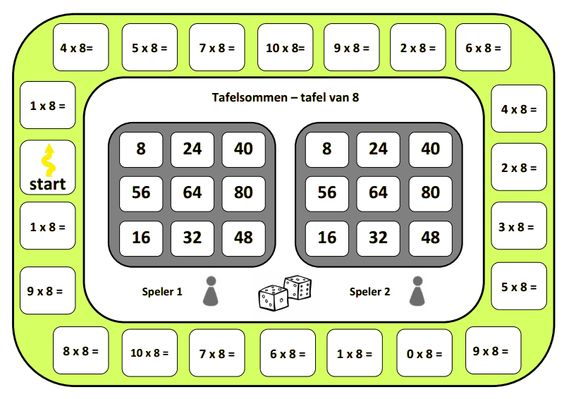 4 x 8=
5 x 8 =
7 x 8 =
10 x 8=
9 x 8 =
2 x 8 =
6 x 8 =
1 x 8 =
4 x 8 =
Tafelsommen – tafel van 8
8 24 40
8 24 40
start
2 x 8 =
56 64 80
56 64 80
1 x 8 =
3 x 8 =
16 32 48
16 32 48
9 x 8 =
5 x 8 =
Speler 1
Speler 2
8 x 8 =
10 x 8 =
7 x 8 =
6 x 8 =
1 x 8 =
0 x 8 =
9 x 8 =